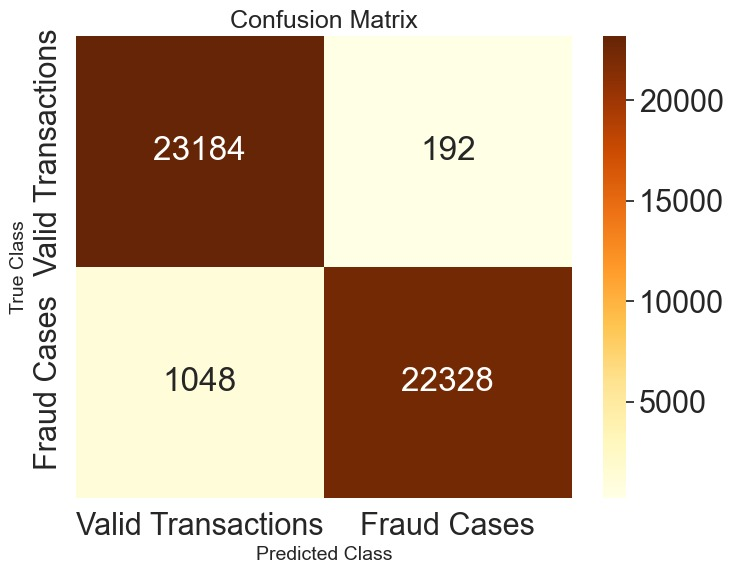 Confusion Matrix
True Class
Valid Transactions
Fraud Cases
23184 192
1048 22328
Valid Transactions Fraud Cases
Predicted Class
20000
15000
10000
5000